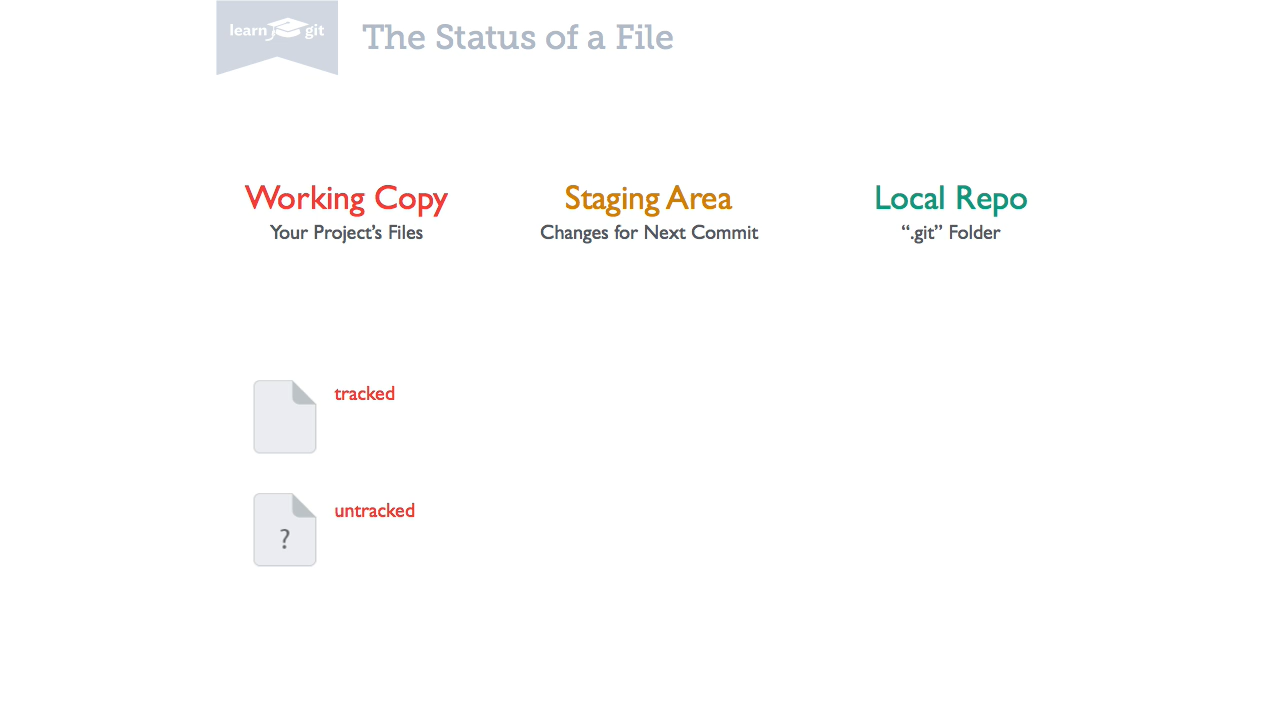 learn git
The Status of a File
Working Copy
Your Project's Files
Staging Area
Changes for Next Commit
Local Repo
“.git” Folder
tracked
untracked
?